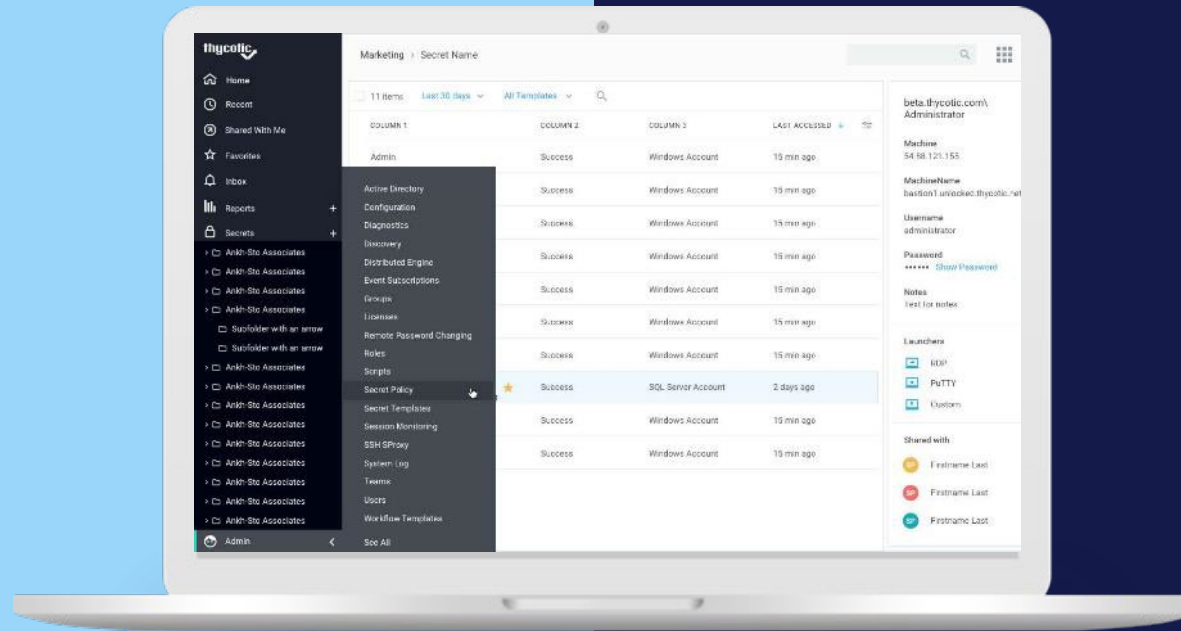 thycotic
Home
Recent
Shared With Me
Favorites
Inbox
Reports +
Secrets +
> Ankh-Sto Associates
> Ankh-Sto Associates
> Ankh-Sto Associates
> Ankh-Sto Associates
Subfolder with an arrow
Subfolder with an arrow
> Ankh-Sto Associates
> Ankh-Sto Associates
> Ankh-Sto Associates
> Ankh-Sto Associates
> Ankh-Sto Associates
> Ankh-Sto Associates
> Ankh-Sto Associates
> Ankh-Sto Associates
> Ankh-Sto Associates
Admin
Active Directory
Configuration
Diagnostics
Discovery
Distributed Engine
Event Subscriptions
Groups
Licenses
Remote Password Changing
Roles
Scripts
Secret Policy
Secret Templates
Session Monitoring
SSH SProxy
System Log
Teams
Users
Workflow Templates
See All
Marketing > Secret Name
11 items Last 30 days All Templates
COLUMN 1 COLUMN 2 COLUMN 3 LAST ACCESSED
Admin Success Windows Account 15 min ago
Success Windows Account 15 min ago
Success Windows Account 15 min ago
Success Windows Account 15 min ago
Success Windows Account 15 min ago
Success Windows Account 15 min ago
Success Windows Account 15 min ago
Success SQL Server Account 2 days ago
Success Windows Account 15 min ago
Success Windows Account 15 min ago
beta.thycotic.com\
Administrator
Machine
54.88.121.155
MachineName
bastion1.unlocked.thycotic.net
Username
administrator
Password
•••••• Show Password
Notes
Test for notes
Launchers
RDP
PuTTY
Custom
Shared with
SP Firstname Last
SP Firstname Last
SP Firstname Last